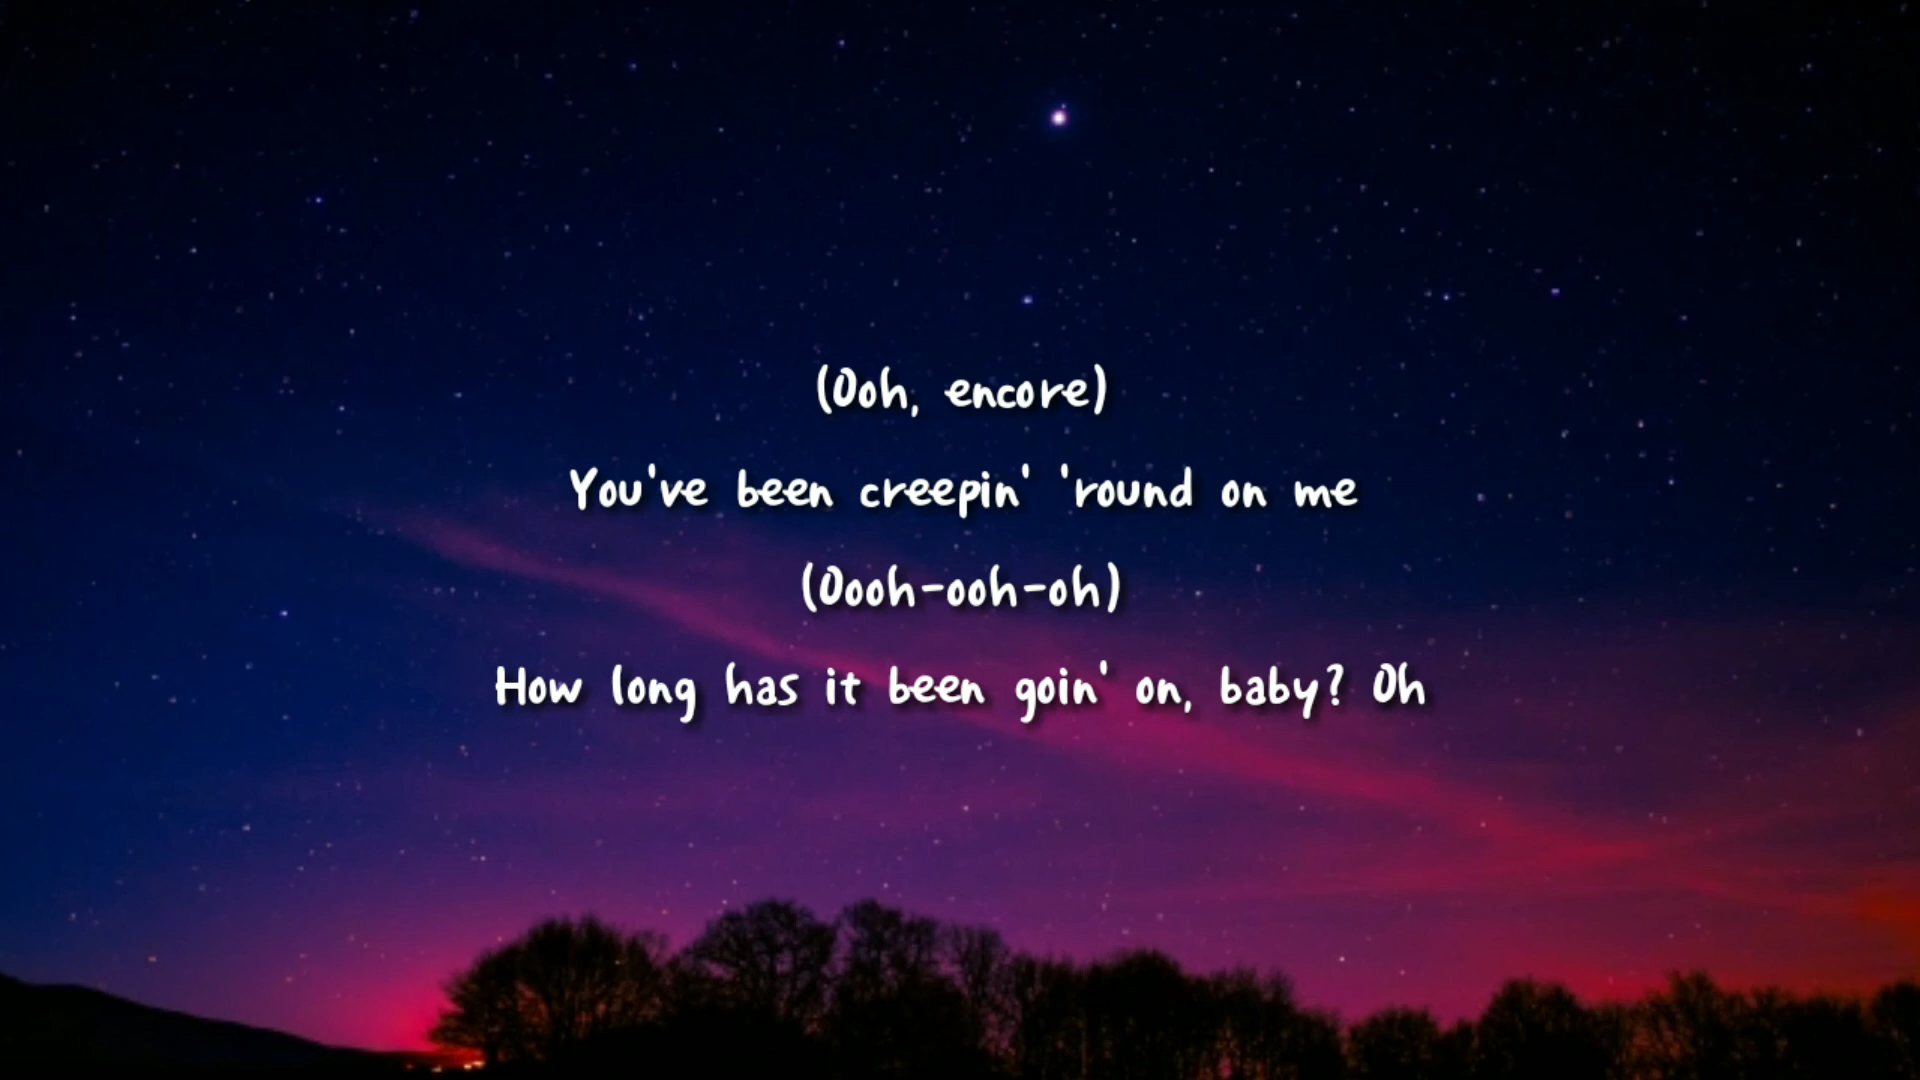 (Ooh, encore)
You've been creepin' 'round on me
(Oooh-ooh-oh)
How long has it been goin' on, baby? Oh